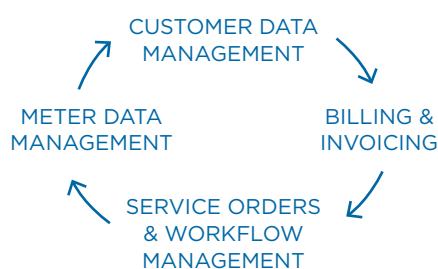 CUSTOMER DATA
MANAGEMENT
BILLING &
INVOICING
SERVICE ORDERS
& WORKFLOW
MANAGEMENT
METER DATA
MANAGEMENT